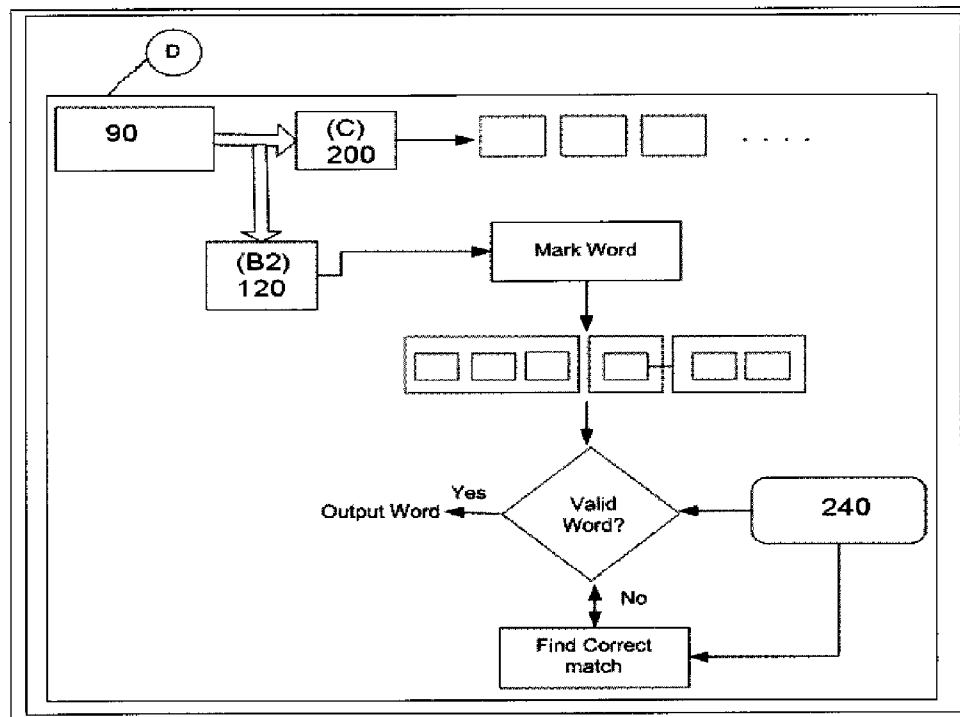 D
90
(C)
200
. . . .
(B2)
120
Mark Word
Yes
Output Word
Valid
Word?
240
No
Find Correct
match